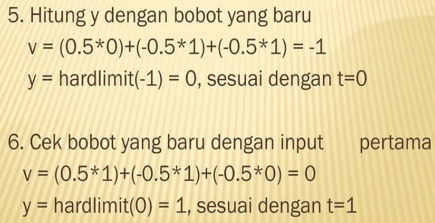 5. Hitung y dengan bobot yang baru
v = (0.5*0)+(-0.5*1)+(-0.5*1) = -1
y = hardlimit(-1) = 0, sesuai dengan t=0
6. Cek bobot yang baru dengan input pertama
v = (0.5*1)+(-0.5*1)+(-0.5*0) = 0
y = hardlimit(0) = 1, sesuai dengan t=1